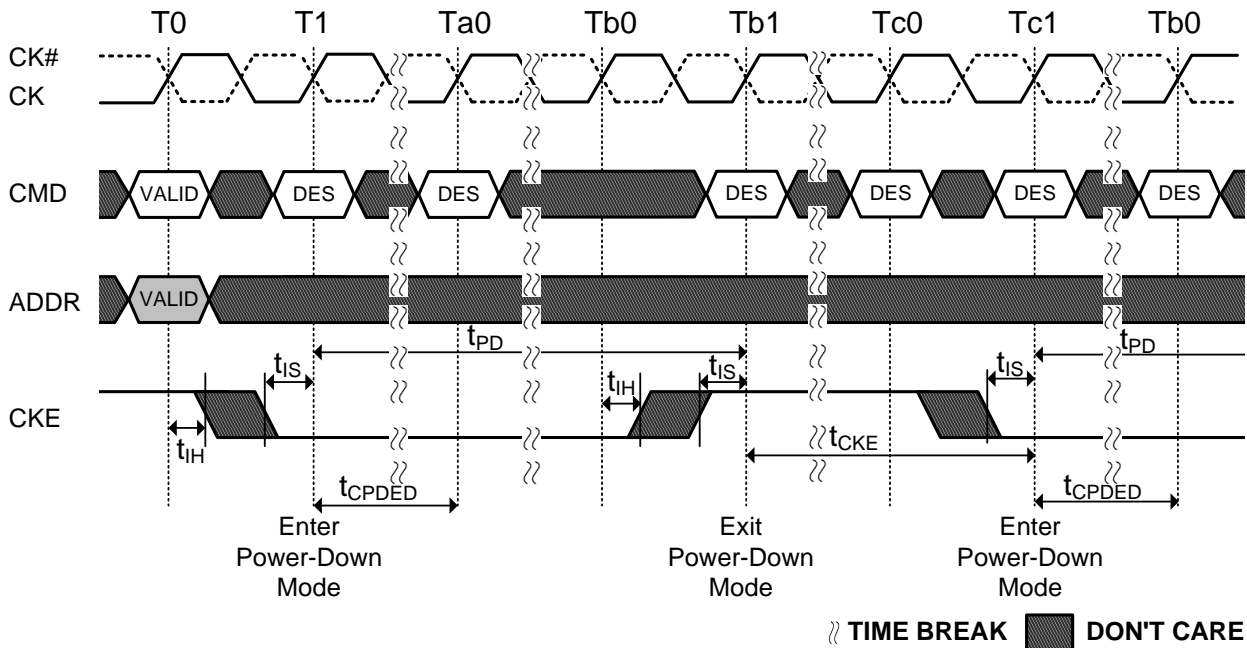 T0 T1 Ta0 Tb0 Tb1 Tc0 Tc1 Tb0
CK#
CK
CMD VALID DES DES DES DES DES DES
ADDR VALID
tPD tPD
tIS tIH tIS tIS
CKE
tIH tCKE
tCPDED tCPDED
Enter
Power-Down
Mode
Exit
Power-Down
Mode
Enter
Power-Down
Mode
TIME BREAK DON'T CARE